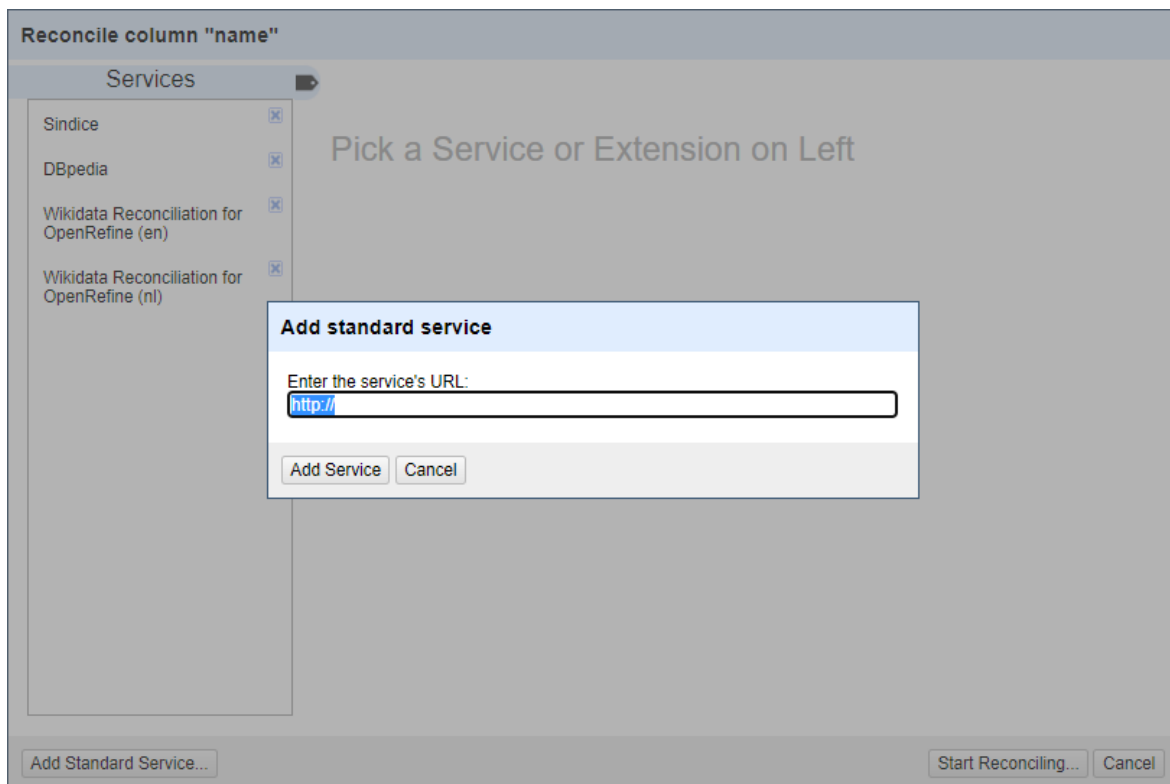 Reconcile column "name"
Services
Sindice
DBpedia
Wikidata Reconciliation for
OpenRefine (en)
Wikidata Reconciliation for
OpenRefine (nl)
Pick a Service or Extension on Left
Add standard service
Enter the service's URL:
http://
Add Service Cancel
Add Standard Service... Start Reconciling... Cancel